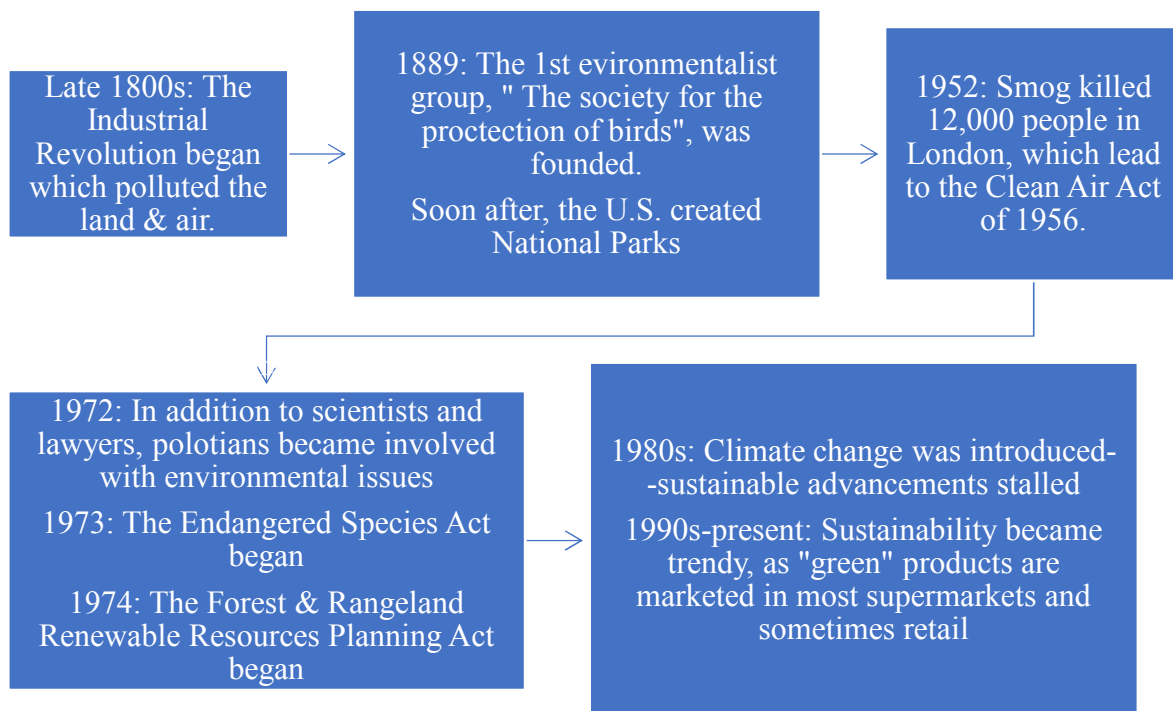 Late 1800s: The
Industrial
Revolution began
which polluted the
land & air.
1889: The 1st evironmentalist
group, " The society for the
proctection of birds", was
founded.
Soon after, the U.S. created
National Parks
1952: Smog killed
12,000 people in
London, which lead
to the Clean Air Act
of 1956.
1972: In addition to scientists and
lawyers, polotians became involved
with environmental issues
1973: The Endangered Species Act
began
1974: The Forest & Rangeland
Renewable Resources Planning Act
began
1980s: Climate change was introduced-
-sustainable advancements stalled
1990s-present: Sustainability became
trendy, as "green" products are
marketed in most supermarkets and
sometimes retail